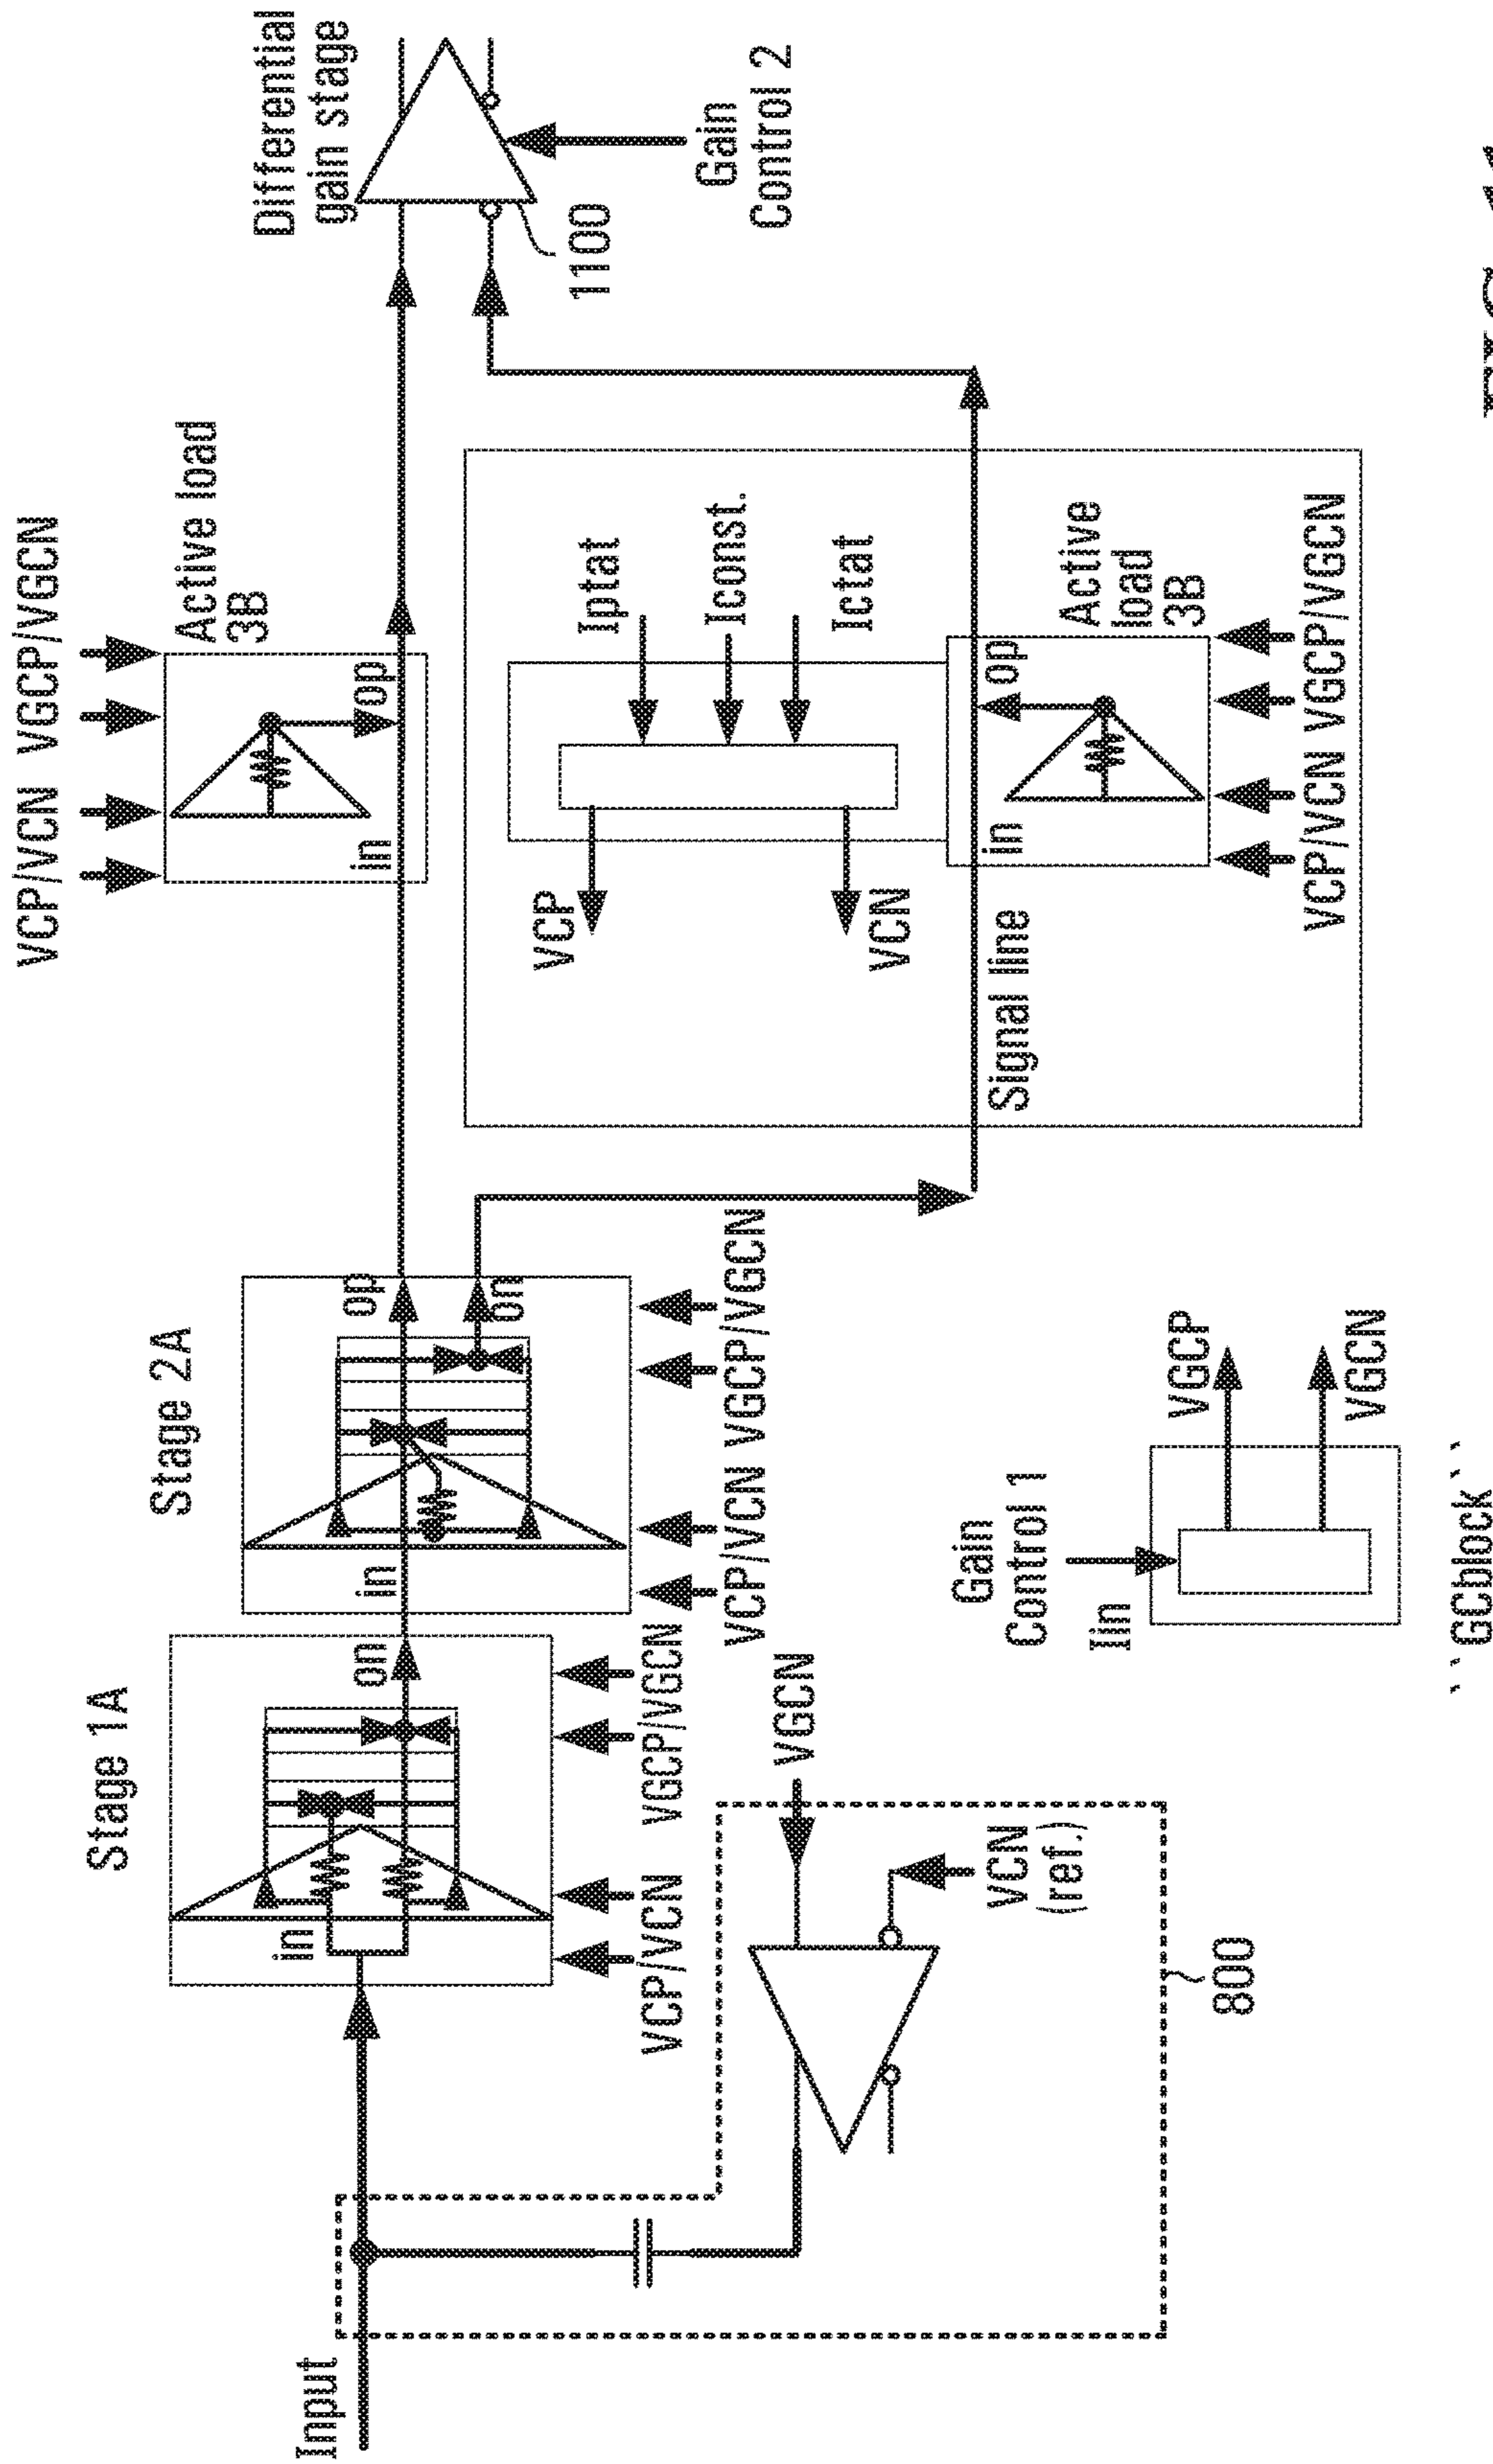 Input
Stage 1A
in
on
VCP/VCN VGCP/VGCN
Stage 2A
in
op
on
VCP/VCN VGCP/VGCN
VCP/VCN VGCP/VGCN
Active load
3B
in
op
Differential
gain stage
1100
Gain
Control 2
VCP
VCN
Iptat
Iconst.
Ictat
Signal line
in
op
Active
load
3B
VCP/VCN VGCP/VGCN
VGCN
VCN
(ref.)
800
Gain
Control 1
Iin
VGCP
VGCN
``GCblock``